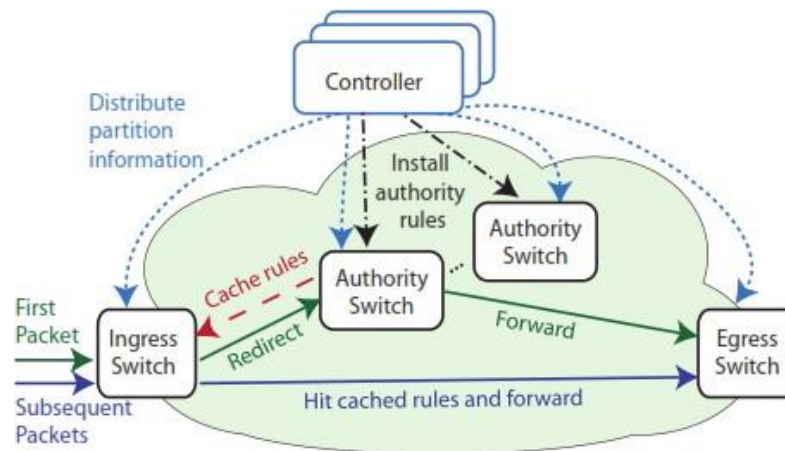 Controller
Distribute
partition
information
Install
authority
rules
Authority
Switch
Cache rules
Authority
Switch
First
Packet
Ingress
Switch
Redirect
Forward
Egress
Switch
Subsequent
Packets
Hit cached rules and forward